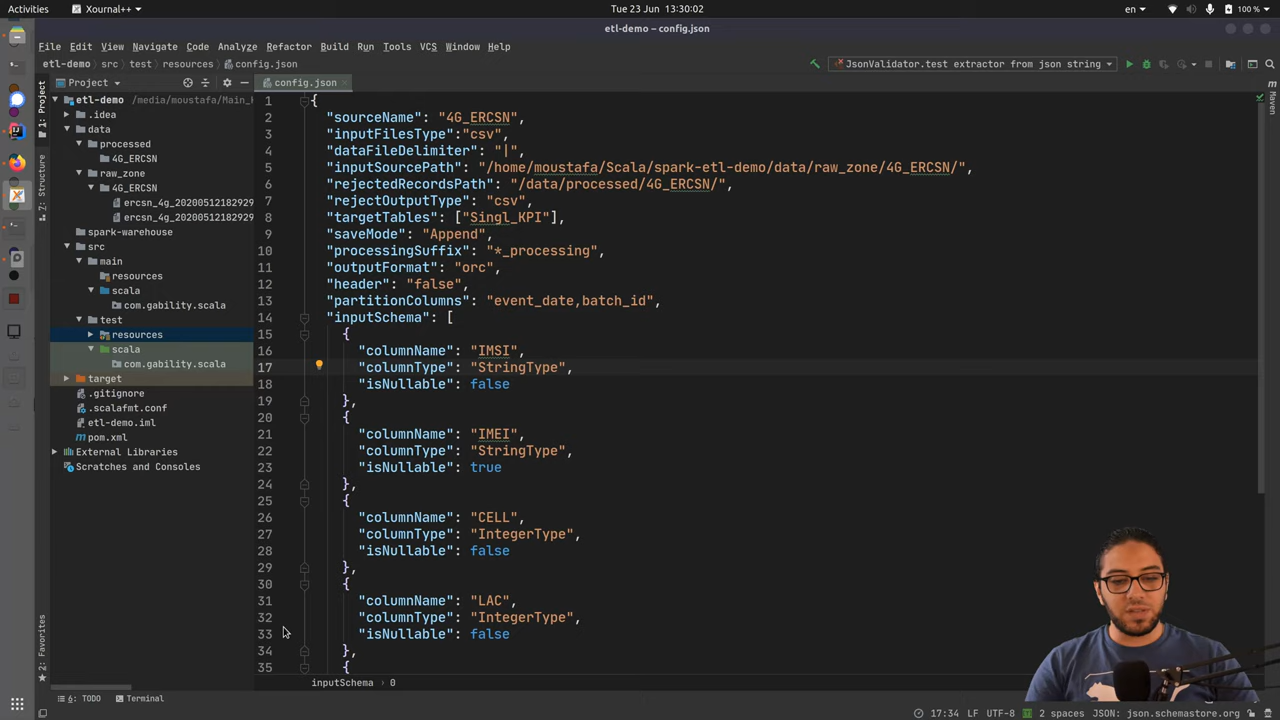 Activities
Xournal++
Tue 23 Jun 13:30:02
en
100 %
etl-demo – config.json
File Edit View Navigate Code Analyze Refactor Build Run Tools VCS Window Help
etl-demo › src › test › resources › config.json
JsonValidator.test extractor from json string
Project
config.json
1: Project
Maven
etl-demo /media/moustafa/Main_
.idea
data
processed
4G_ERCSN
raw_zone
4G_ERCSN
ercsn_4g_20200512182929
ercsn_4g_20200512182929
spark-warehouse
src
main
resources
scala
com.gability.scala
test
resources
scala
com.gability.scala
target
.gitignore
.scalafmt.conf
etl-demo.iml
pom.xml
External Libraries
Scratches and Consoles
Structure
2: Favorites
1 {
2 "sourceName": "4G_ERCSN",
3 "inputFilesType":"csv",
4 "dataFileDelimiter": "|",
5 "inputSourcePath": "/home/moustafa/Scala/spark-etl-demo/data/raw_zone/4G_ERCSN/",
6 "rejectedRecordsPath": "/data/processed/4G_ERCSN/",
7 "rejectOutputType": "csv",
8 "targetTables": ["Singl_KPI"],
9 "saveMode": "Append",
10 "processingSuffix": "*_processing",
11 "outputFormat": "orc",
12 "header": "false",
13 "partitionColumns": "event_date,batch_id",
14 "inputSchema": [
15 {
16 "columnName": "IMSI",
17 "columnType": "StringType",
18 "isNullable": false
19 },
20 {
21 "columnName": "IMEI",
22 "columnType": "StringType",
23 "isNullable": true
24 },
25 {
26 "columnName": "CELL",
27 "columnType": "IntegerType",
28 "isNullable": false
29 },
30 {
31 "columnName": "LAC",
32 "columnType": "IntegerType",
33 "isNullable": false
34 },
35 {
inputSchema › 0
6: TODO
Terminal
17:34 LF UTF-8 2 spaces JSON: json.schemastore.org